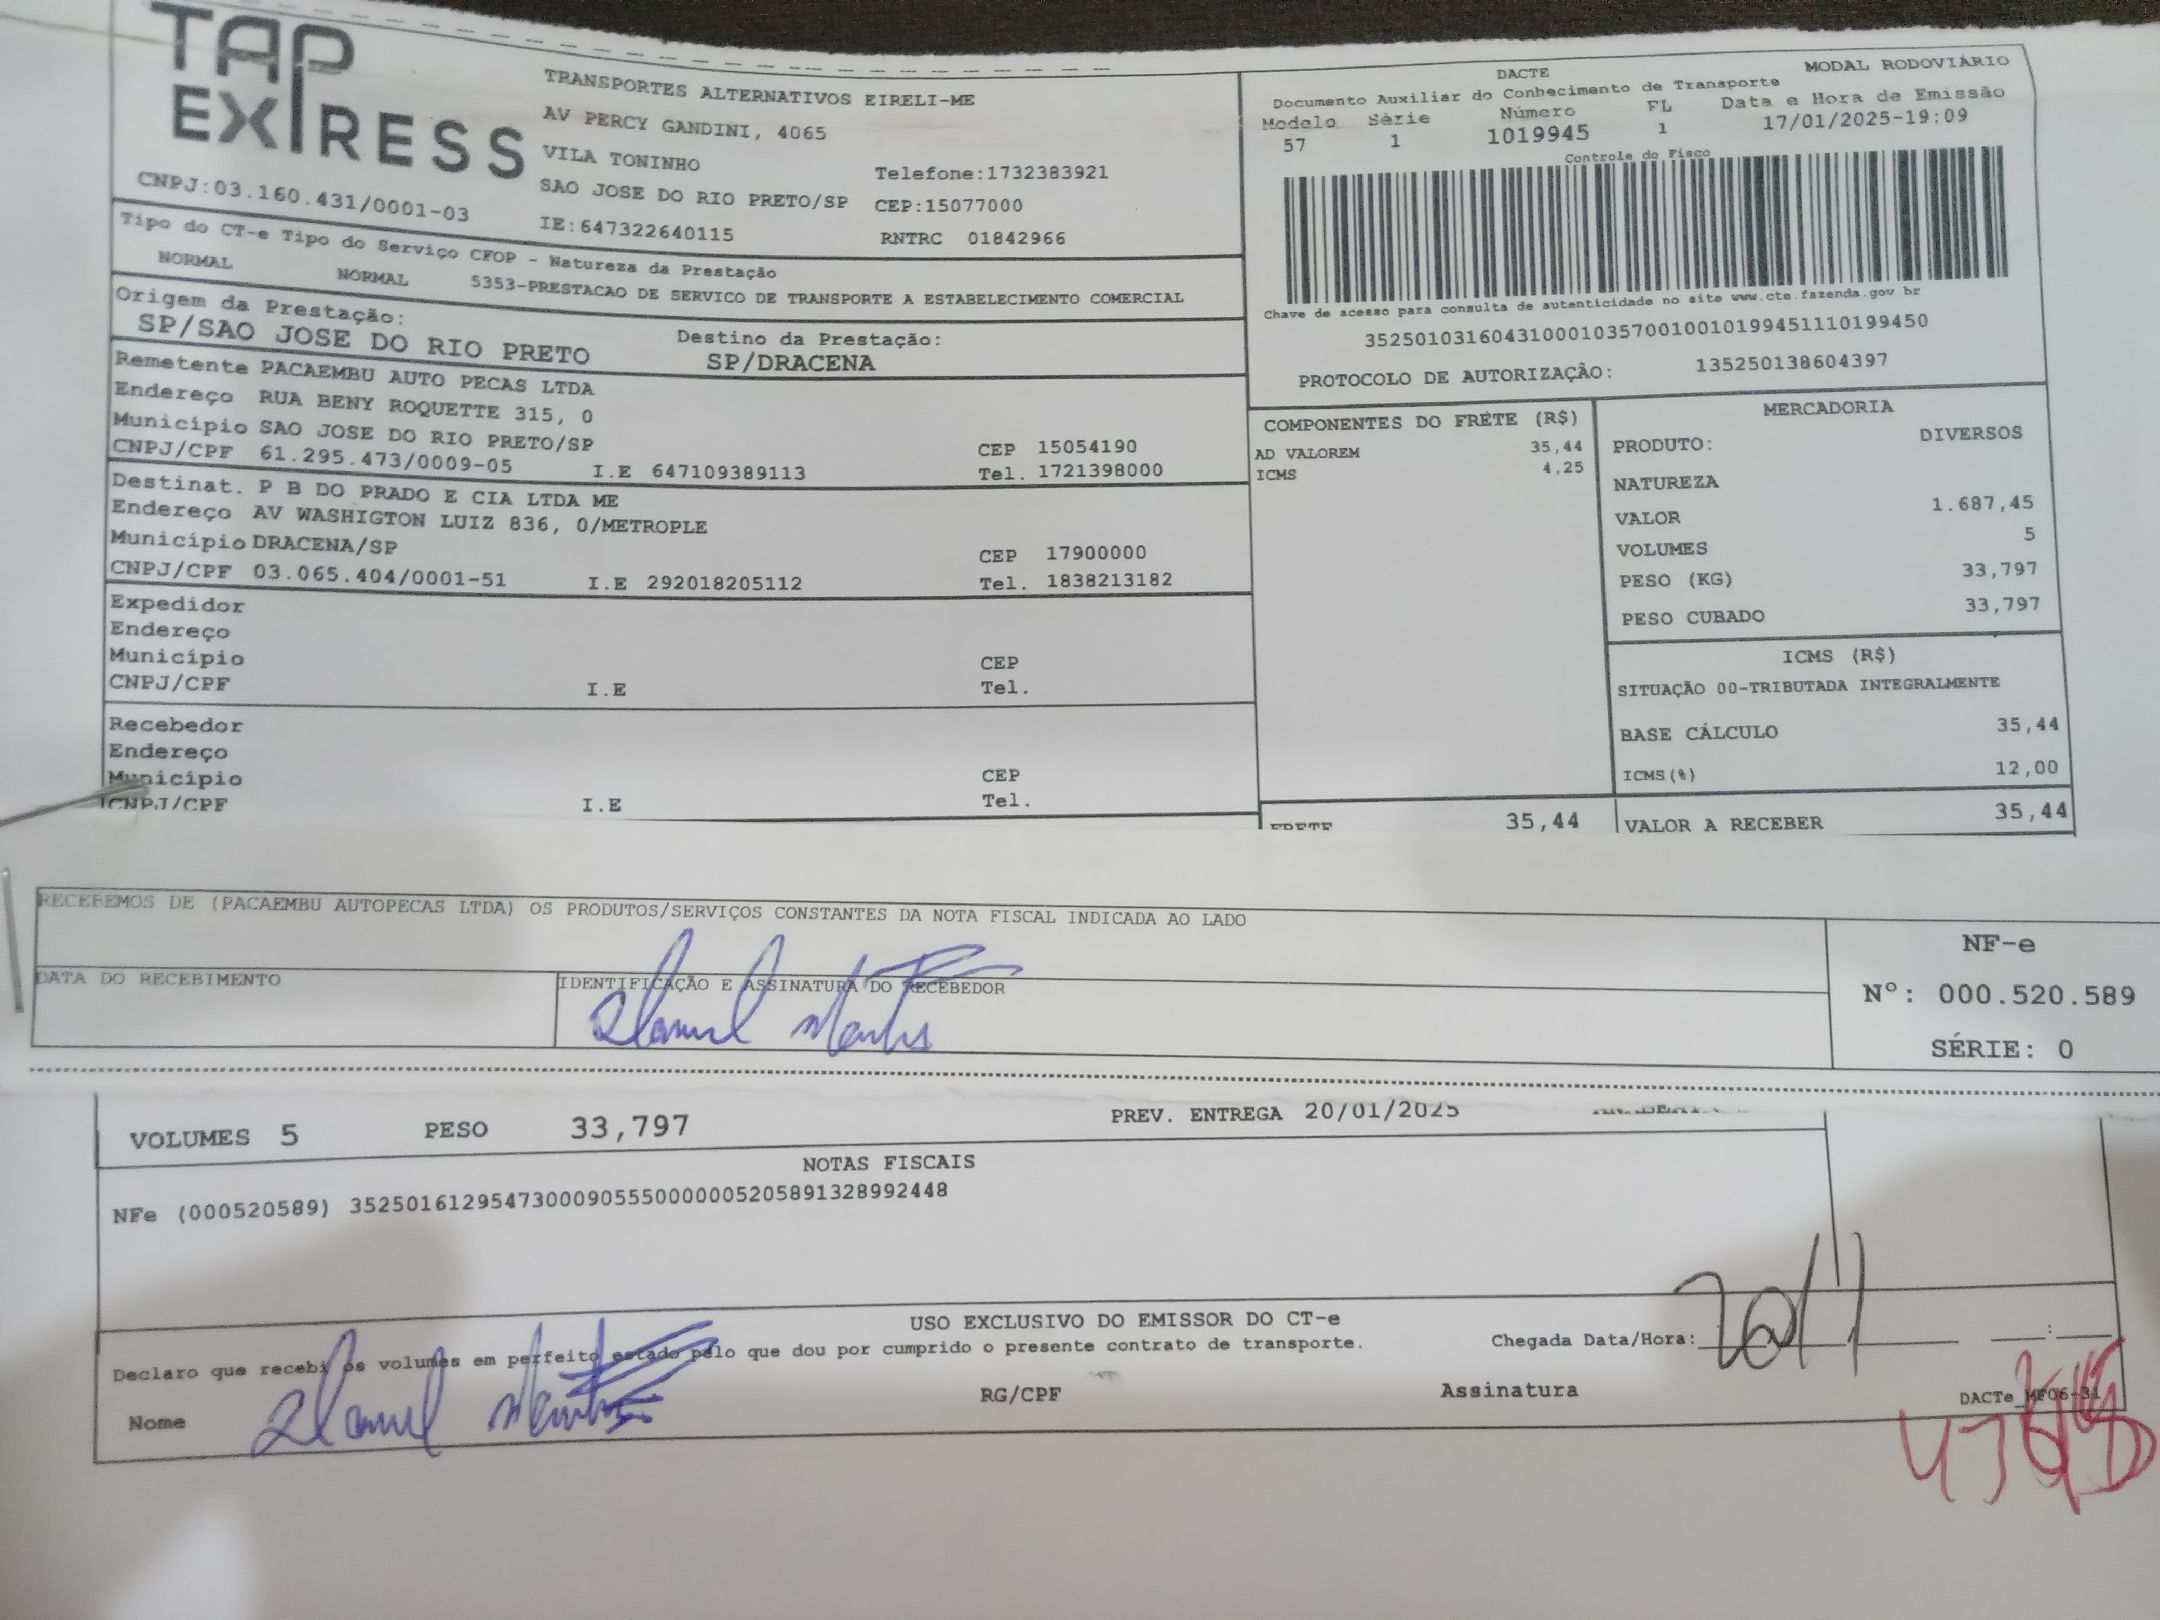 TAP EXPRESS
TRANSPORTES ALTERNATIVOS EIRELI-ME
AV PERCY GANDINI, 4065
VILA TONINHO
Telefone:1732383921
SAO JOSE DO RIO PRETO/SP CEP:15077000
CNPJ:03.160.431/0001-03
IE:647322640115
RNTRC 01842966
DACTE
MODAL RODOVIÁRIO
Documento Auxiliar do Conhecimento de Transporte
Modelo Série Número FL Data e Hora de Emissão
57 1 1019945 1 17/01/2025-19:09
Controle do Fisco
Chave de acesso para consulta de autenticidade no site www.cte.fazenda.gov.br
35250103160431000103570010010199451110199450
PROTOCOLO DE AUTORIZAÇÃO: 135250138604397
Tipo do CT-e Tipo do Serviço CFOP - Natureza da Prestação
NORMAL NORMAL 5353-PRESTACAO DE SERVICO DE TRANSPORTE A ESTABELECIMENTO COMERCIAL
Origem da Prestação: Destino da Prestação:
SP/SAO JOSE DO RIO PRETO SP/DRACENA
Remetente PACAEMBU AUTO PECAS LTDA
Endereço RUA BENY ROQUETTE 315, 0
Município SAO JOSE DO RIO PRETO/SP CEP 15054190
CNPJ/CPF 61.295.473/0009-05 I.E 647109389113 Tel. 1721398000
Destinat. P B DO PRADO E CIA LTDA ME
Endereço AV WASHIGTON LUIZ 836, 0/METROPLE
Município DRACENA/SP CEP 17900000
CNPJ/CPF 03.065.404/0001-51 I.E 292018205112 Tel. 1838213182
Expedidor
Endereço
Município CEP
CNPJ/CPF I.E Tel.
Recebedor
Endereço
Município CEP
CNPJ/CPF I.E Tel.
COMPONENTES DO FRETE (R$)
AD VALOREM 35,44
ICMS 4,25
MERCADORIA
PRODUTO: DIVERSOS
NATUREZA
VALOR 1.687,45
VOLUMES 5
PESO (KG) 33,797
PESO CUBADO 33,797
ICMS (R$)
SITUAÇÃO 00-TRIBUTADA INTEGRALMENTE
BASE CÁLCULO 35,44
ICMS(%) 12,00
FRETE 35,44 VALOR A RECEBER 35,44
RECEBEMOS DE (PACAEMBU AUTOPECAS LTDA) OS PRODUTOS/SERVIÇOS CONSTANTES DA NOTA FISCAL INDICADA AO LADO
DATA DO RECEBIMENTO
IDENTIFICAÇÃO E ASSINATURA DO RECEBEDOR
NF-e
Nº: 000.520.589
SÉRIE: 0
VOLUMES 5 PESO 33,797 PREV. ENTREGA 20/01/2025
NOTAS FISCAIS
NFe (000520589) 35250161295473000905550000005205891328992448
USO EXCLUSIVO DO EMISSOR DO CT-e
Declaro que recebi os volumes em perfeito estado pelo que dou por cumprido o presente contrato de transporte.
Chegada Data/Hora: 20/1
Nome RG/CPF Assinatura
DACTe_MF06-31